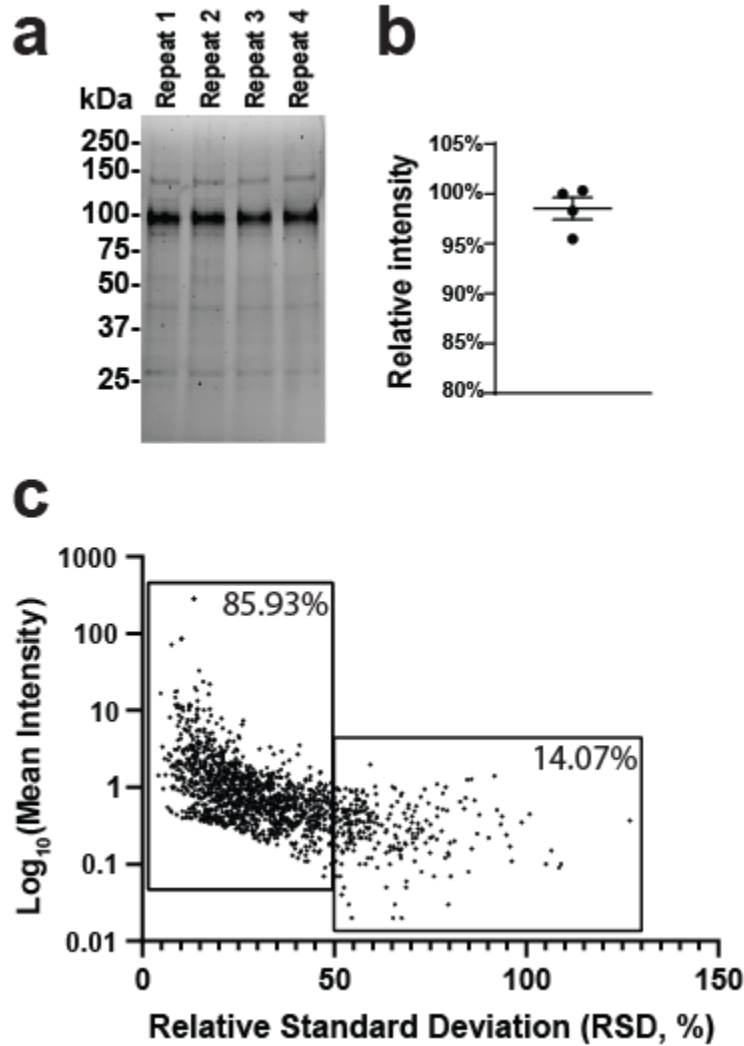 a
b
Repeat 1
Repeat 2
Repeat 3
Repeat 4
kDa
250-
150-
100-
75-
50-
37-
25-
Relative intensity
105%
100%
95%
90%
85%
80%
c
Log10(Mean Intensity)
1000
100
10
1
0.1
0.01
85.93%
14.07%
0
50
100
150
Relative Standard Deviation (RSD, %)